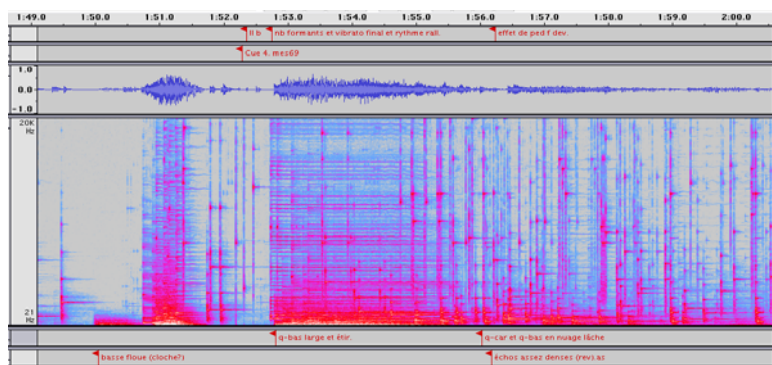 1:49.0 1:50.0 1:51.0 1:52.0 1:53.0 1:54.0 1:55.0 1:56.0 1:57.0 1:58.0 1:59.0 2:00.0
II b nb formants et vibrato final et rythme rall. effet de ped f dev.
Cue 4. mes69
1.0
0.0
-1.0
20K
Hz
21
Hz
q-bas large et étir. q-car et q-bas en nuage lâche
basse floue (cloche?) échos assez denses (rev).as